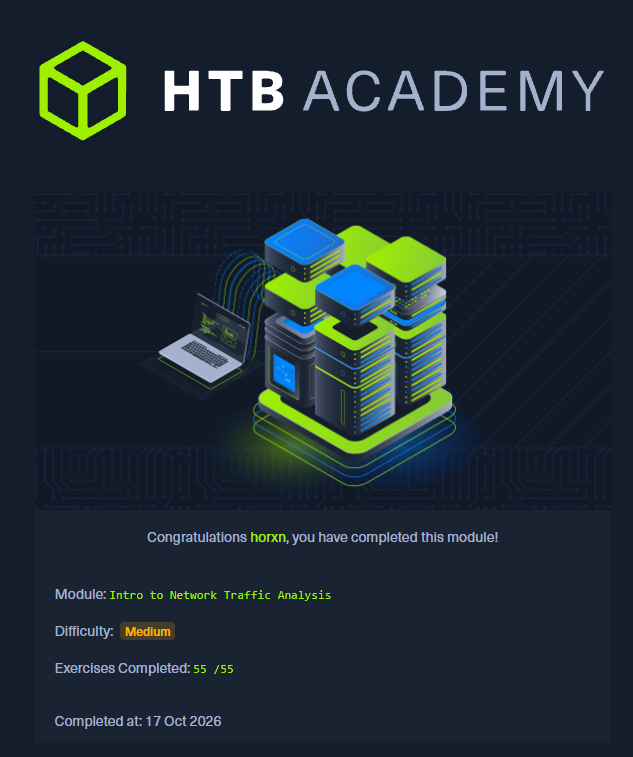 HTB ACADEMY
Congratulations horxn, you have completed this module!
Module: Intro to Network Traffic Analysis
Difficulty: Medium
Exercises Completed: 55 /55
Completed at: 17 Oct 2026